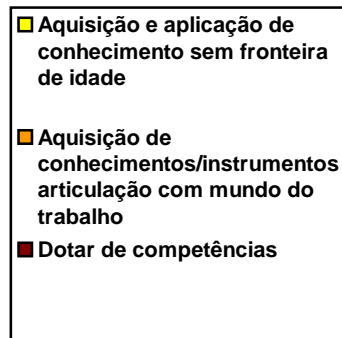 Aquisição e aplicação de
conhecimento sem fronteira
de idade
Aquisição de
conhecimentos/instrumentos
articulação com mundo do
trabalho
Dotar de competências